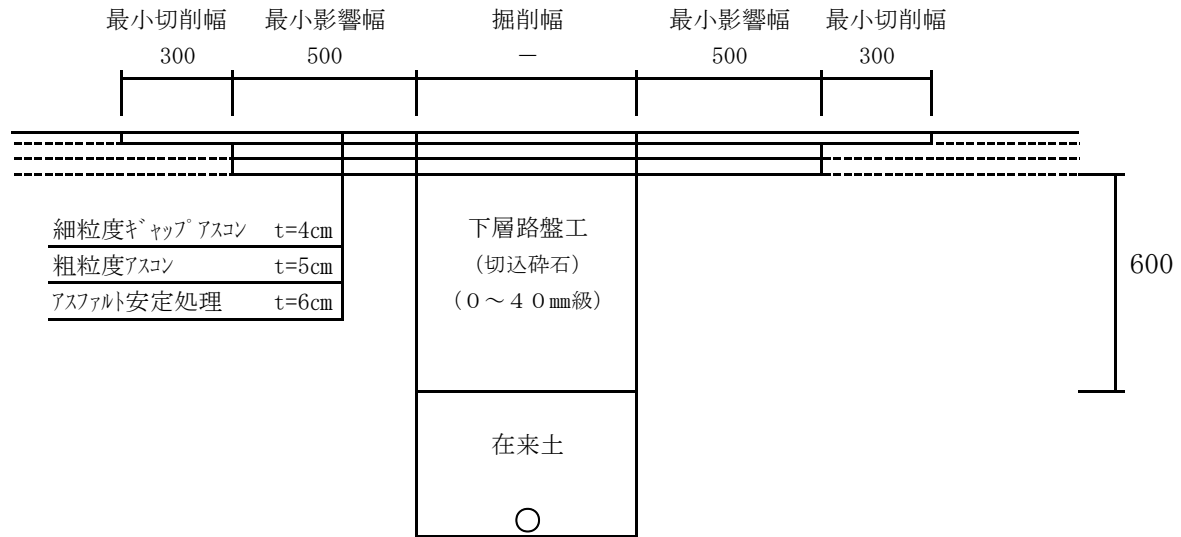 最小切削幅 最小影響幅 掘削幅 最小影響幅 最小切削幅
300 500 － 500 300
細粒度ｷﾞｬｯﾌﾟｱｽｺﾝ t=4㎝
粗粒度ｱｽｺﾝ t=5㎝
ｱｽﾌｧﾙﾄ安定処理 t=6㎝
下層路盤工
（切込砕石）
（０～４０㎜級）
600
在来土